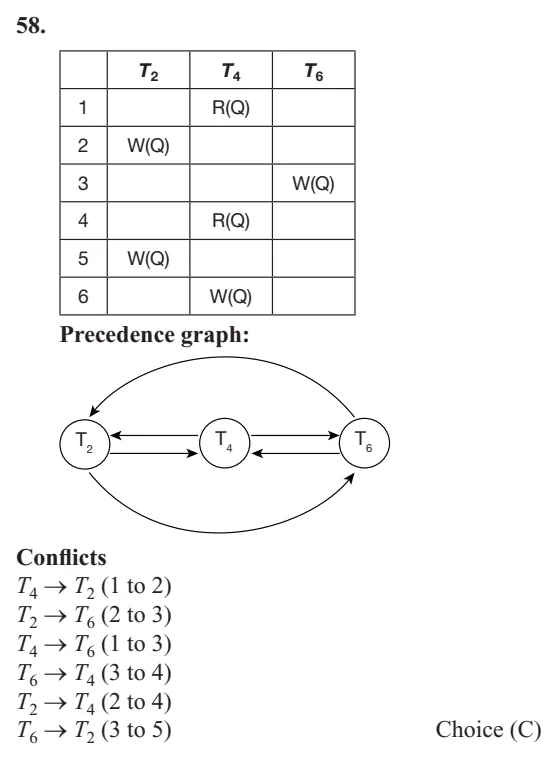 58.
T2 T4 T6
1 R(Q)
2 W(Q)
3 W(Q)
4 R(Q)
5 W(Q)
6 W(Q)
Precedence graph:
T2 T4 T6
Conflicts
T4 → T2 (1 to 2)
T2 → T6 (2 to 3)
T4 → T6 (1 to 3)
T6 → T4 (3 to 4)
T2 → T4 (2 to 4)
T6 → T2 (3 to 5) Choice (C)